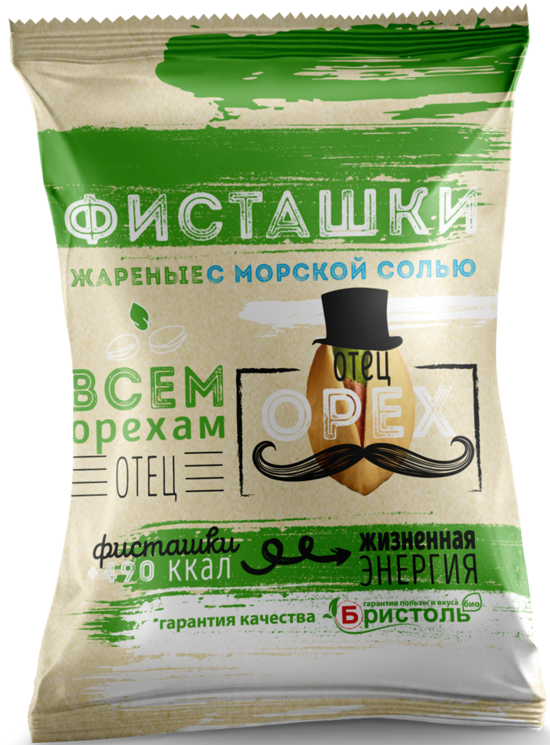 ФИСТАШКИ
ЖАРЕНЫЕ С МОРСКОЙ СОЛЬЮ
ВСЕМ
орехам
ОТЕЦ
ОТЕЦ
ОРЕХ
фисташки
+490 ККАЛ
ЖИЗНЕННАЯ
ЭНЕРГИЯ
*гарантия качества
гарантия пользы и вкуса
био
Бристоль